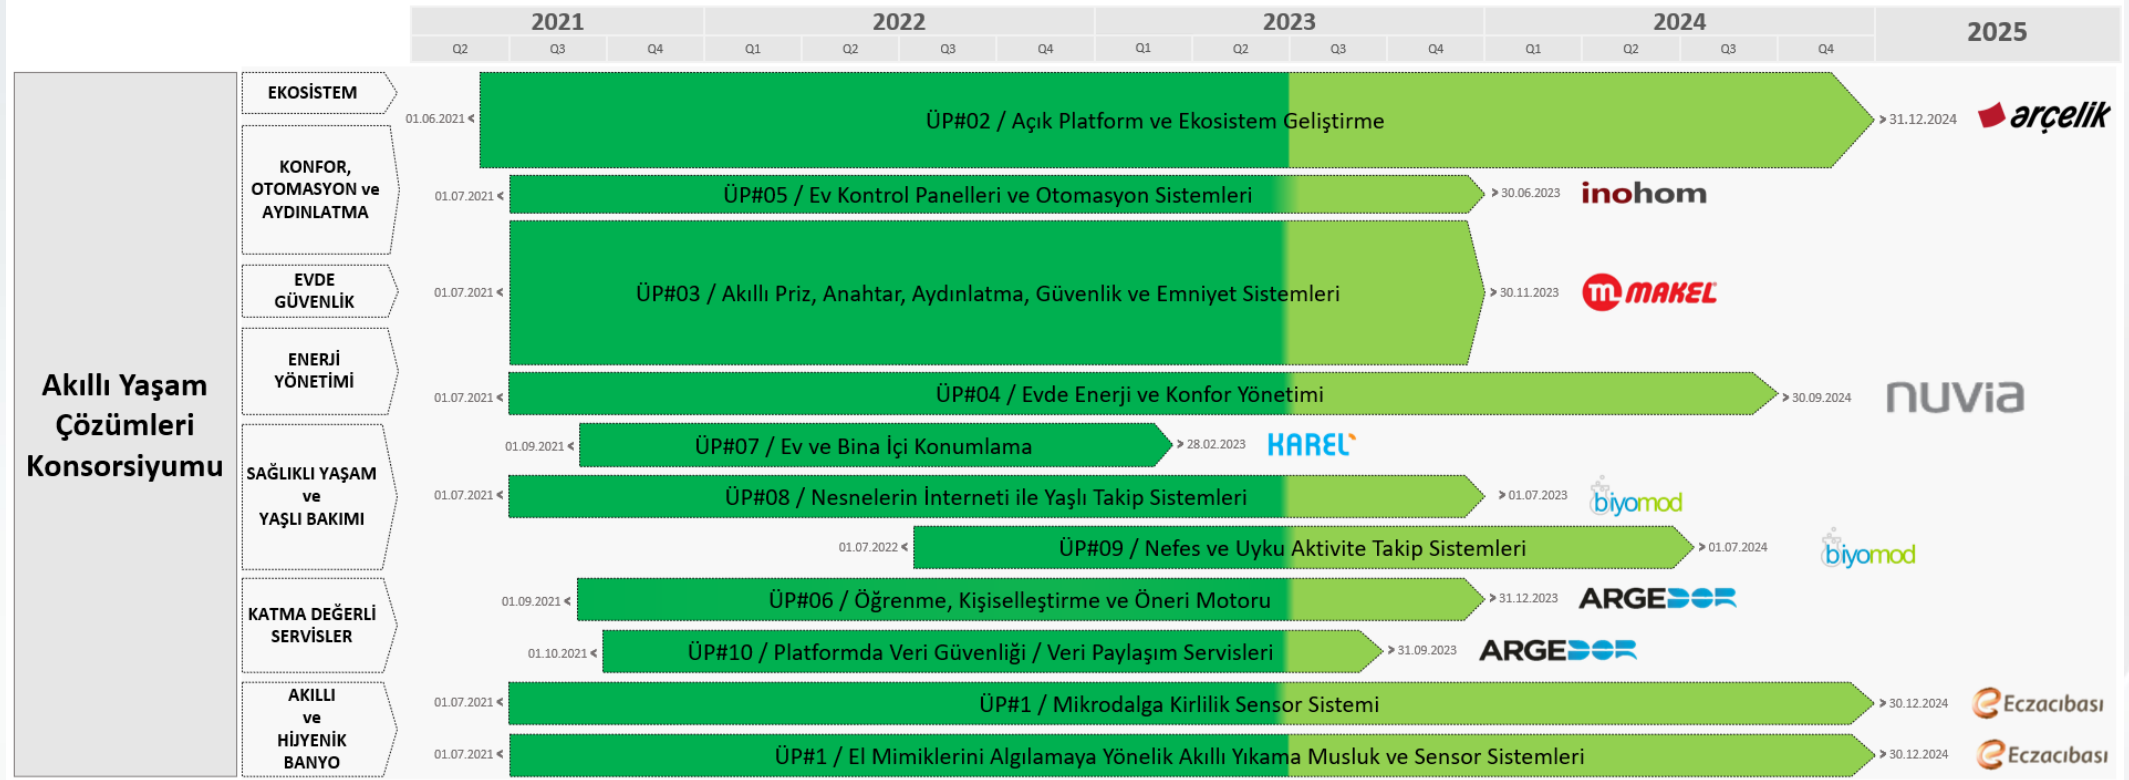 2021 2022 2023 2024 2025
Q2 Q3 Q4 Q1 Q2 Q3 Q4 Q1 Q2 Q3 Q4 Q1 Q2 Q3 Q4
Akıllı Yaşam
Çözümleri
Konsorsiyumu
EKOSİSTEM
01.06.2021 < ÜP#02 / Açık Platform ve Ekosistem Geliştirme > 31.12.2024 arçelik
KONFOR,
OTOMASYON ve
AYDINLATMA
01.07.2021 < ÜP#05 / Ev Kontrol Panelleri ve Otomasyon Sistemleri > 30.06.2023 inohom
EVDE
GÜVENLİK
01.07.2021 < ÜP#03 / Akıllı Priz, Anahtar, Aydınlatma, Güvenlik ve Emniyet Sistemleri > 30.11.2023 m MAKEL
ENERJİ
YÖNETİMİ
01.07.2021 < ÜP#04 / Evde Enerji ve Konfor Yönetimi > 30.09.2024 nuvia
SAĞLIKLI YAŞAM
ve
YAŞLI BAKIMI
01.09.2021 < ÜP#07 / Ev ve Bina İçi Konumlama > 28.02.2023 KAREL
01.07.2021 < ÜP#08 / Nesnelerin İnterneti ile Yaşlı Takip Sistemleri > 01.07.2023 biyomod
01.07.2022 < ÜP#09 / Nefes ve Uyku Aktivite Takip Sistemleri > 01.07.2024 biyomod
KATMA DEĞERLİ
SERVİSLER
01.09.2021 < ÜP#06 / Öğrenme, Kişiselleştirme ve Öneri Motoru > 31.12.2023 ARGEDOR
01.10.2021 < ÜP#10 / Platformda Veri Güvenliği / Veri Paylaşım Servisleri > 31.09.2023 ARGEDOR
AKILLI
ve
HİJYENİK
BANYO
01.07.2021 < ÜP#1 / Mikrodalga Kirlilik Sensor Sistemi > 30.12.2024 Eczacıbaşı
01.07.2021 < ÜP#1 / El Mimiklerini Algılamaya Yönelik Akıllı Yıkama Musluk ve Sensor Sistemleri > 30.12.2024 Eczacıbaşı